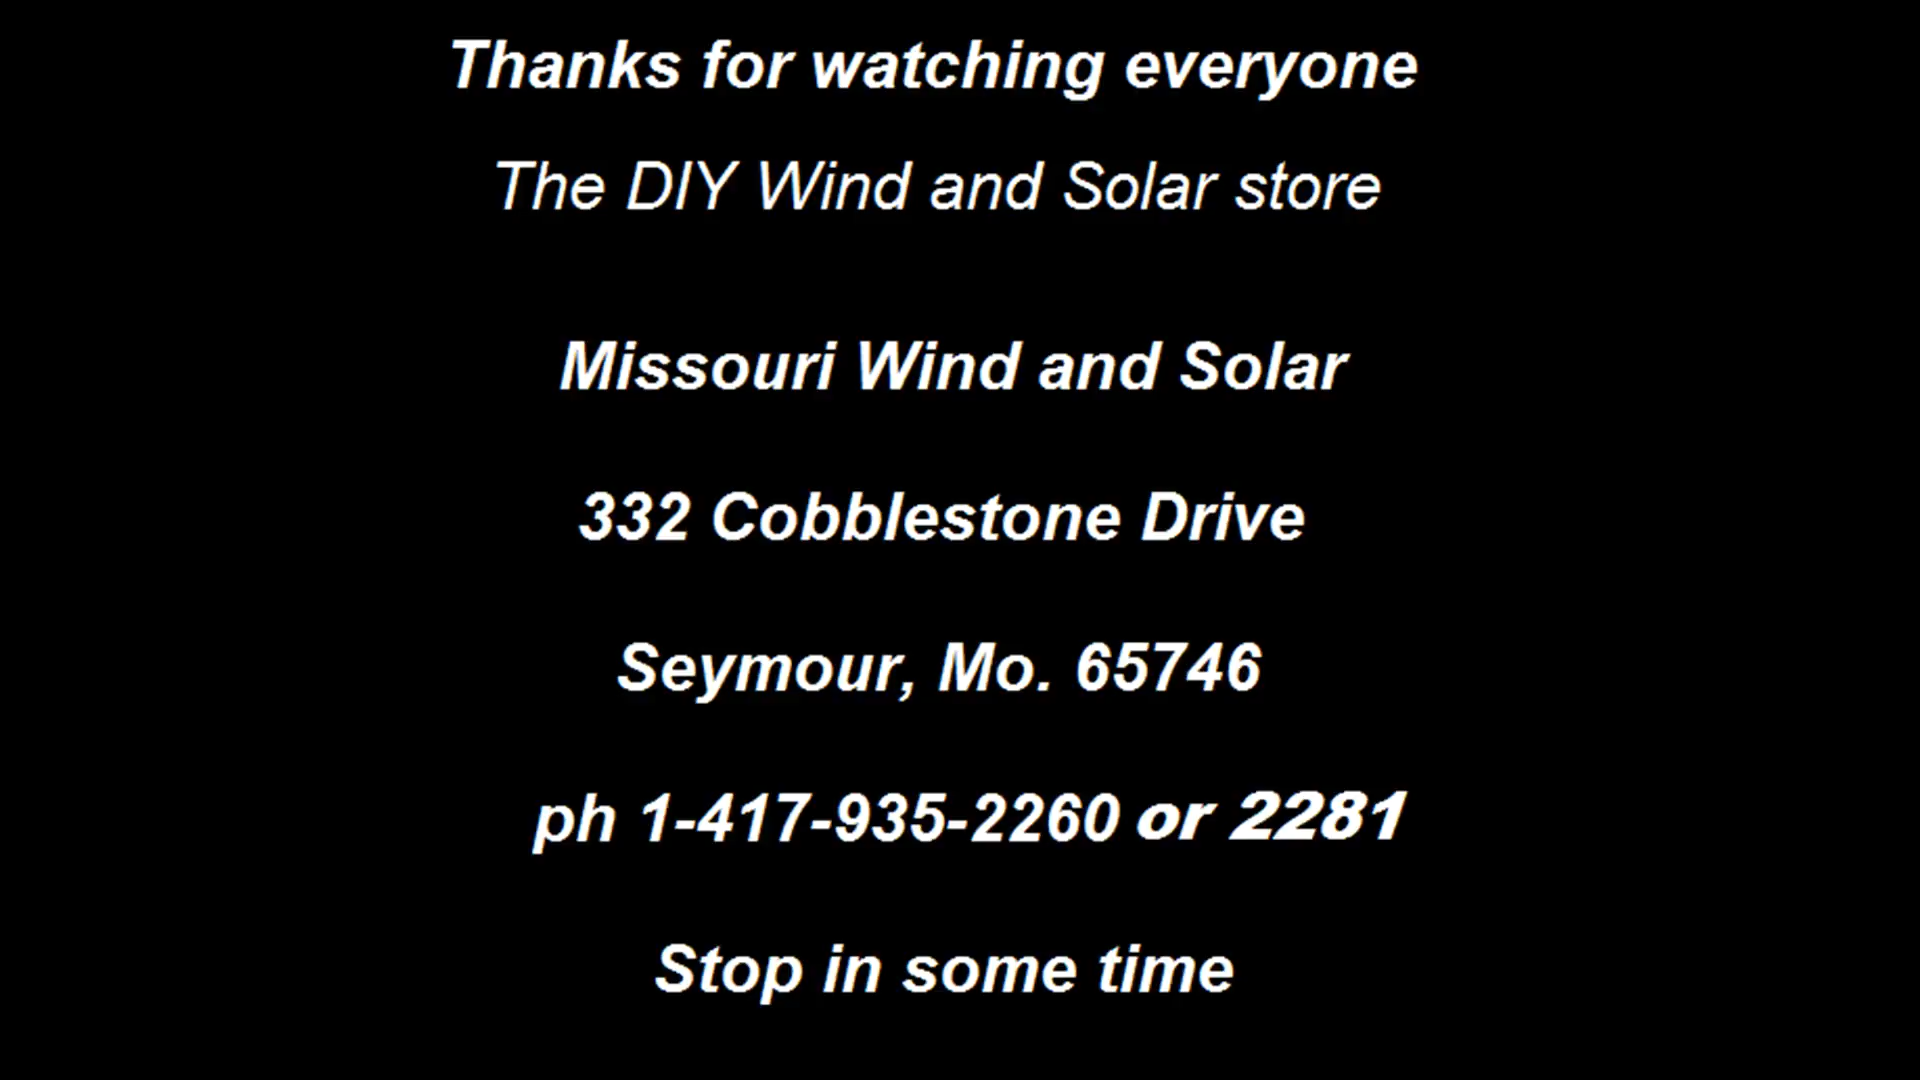 Thanks for watching everyone
The DIY Wind and Solar store
Missouri Wind and Solar
332 Cobblestone Drive
Seymour, Mo. 65746
ph 1-417-935-2260 or 2281
Stop in some time